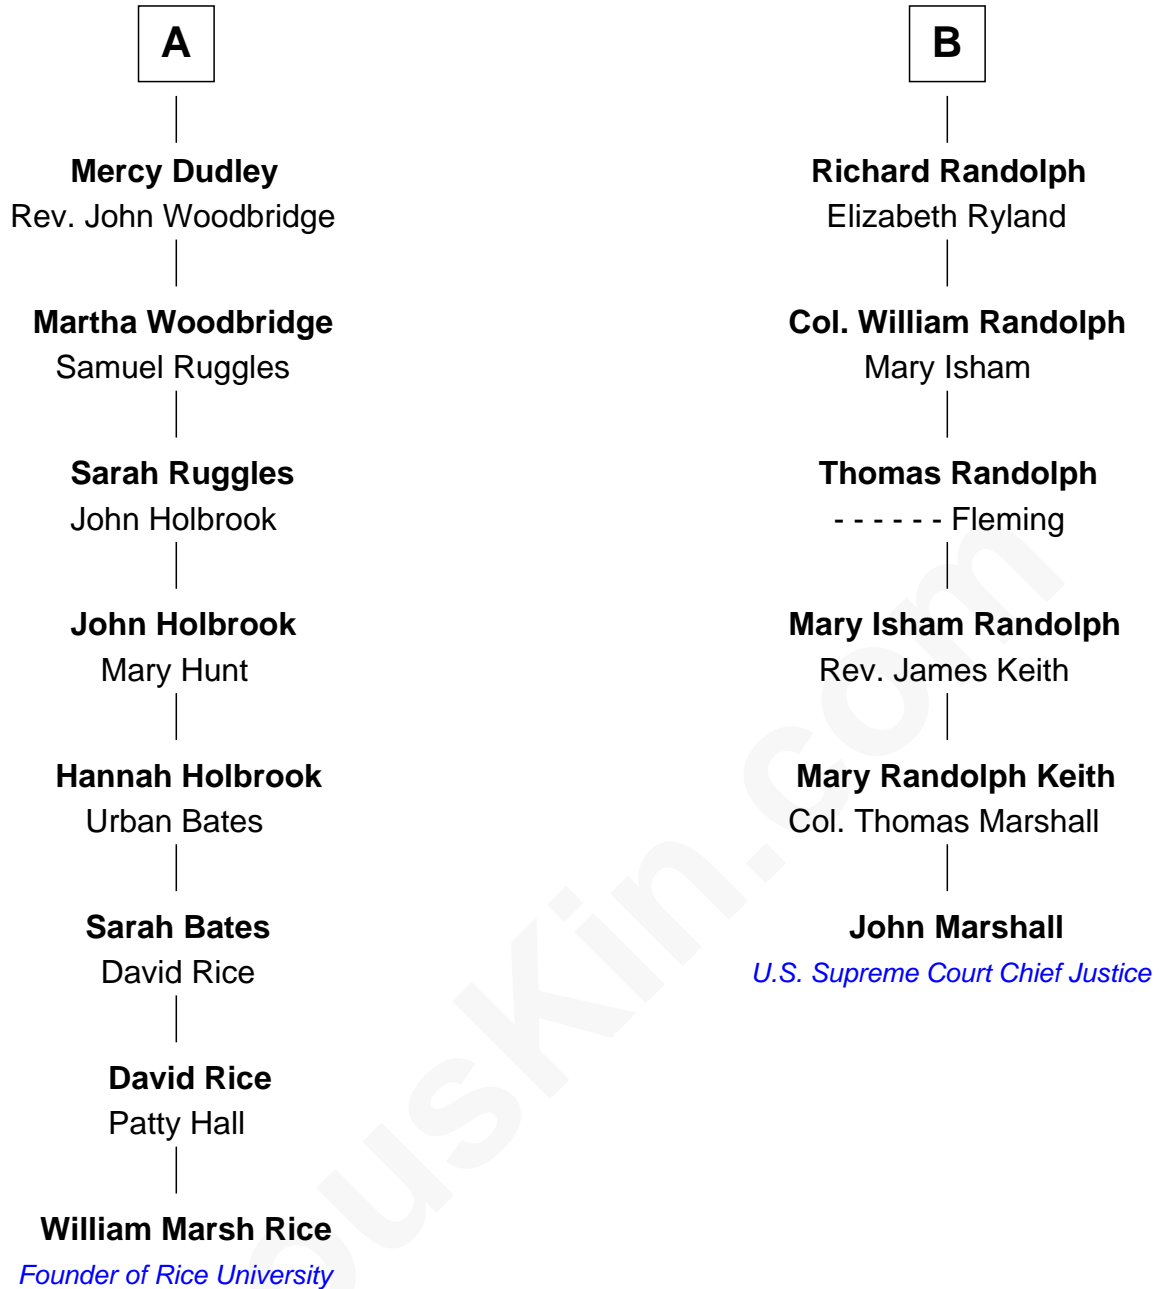 A
Mercy Dudley
Rev. John Woodbridge
Martha Woodbridge
Samuel Ruggles
Sarah Ruggles
John Holbrook
John Holbrook
Mary Hunt
Hannah Holbrook
Urban Bates
Sarah Bates
David Rice
David Rice
Patty Hall
William Marsh Rice
Founder of Rice University
B
Richard Randolph
Elizabeth Ryland
Col. William Randolph
Mary Isham
Thomas Randolph
- - - - - - Fleming
Mary Isham Randolph
Rev. James Keith
Mary Randolph Keith
Col. Thomas Marshall
John Marshall
U.S. Supreme Court Chief Justice
ousKin.com